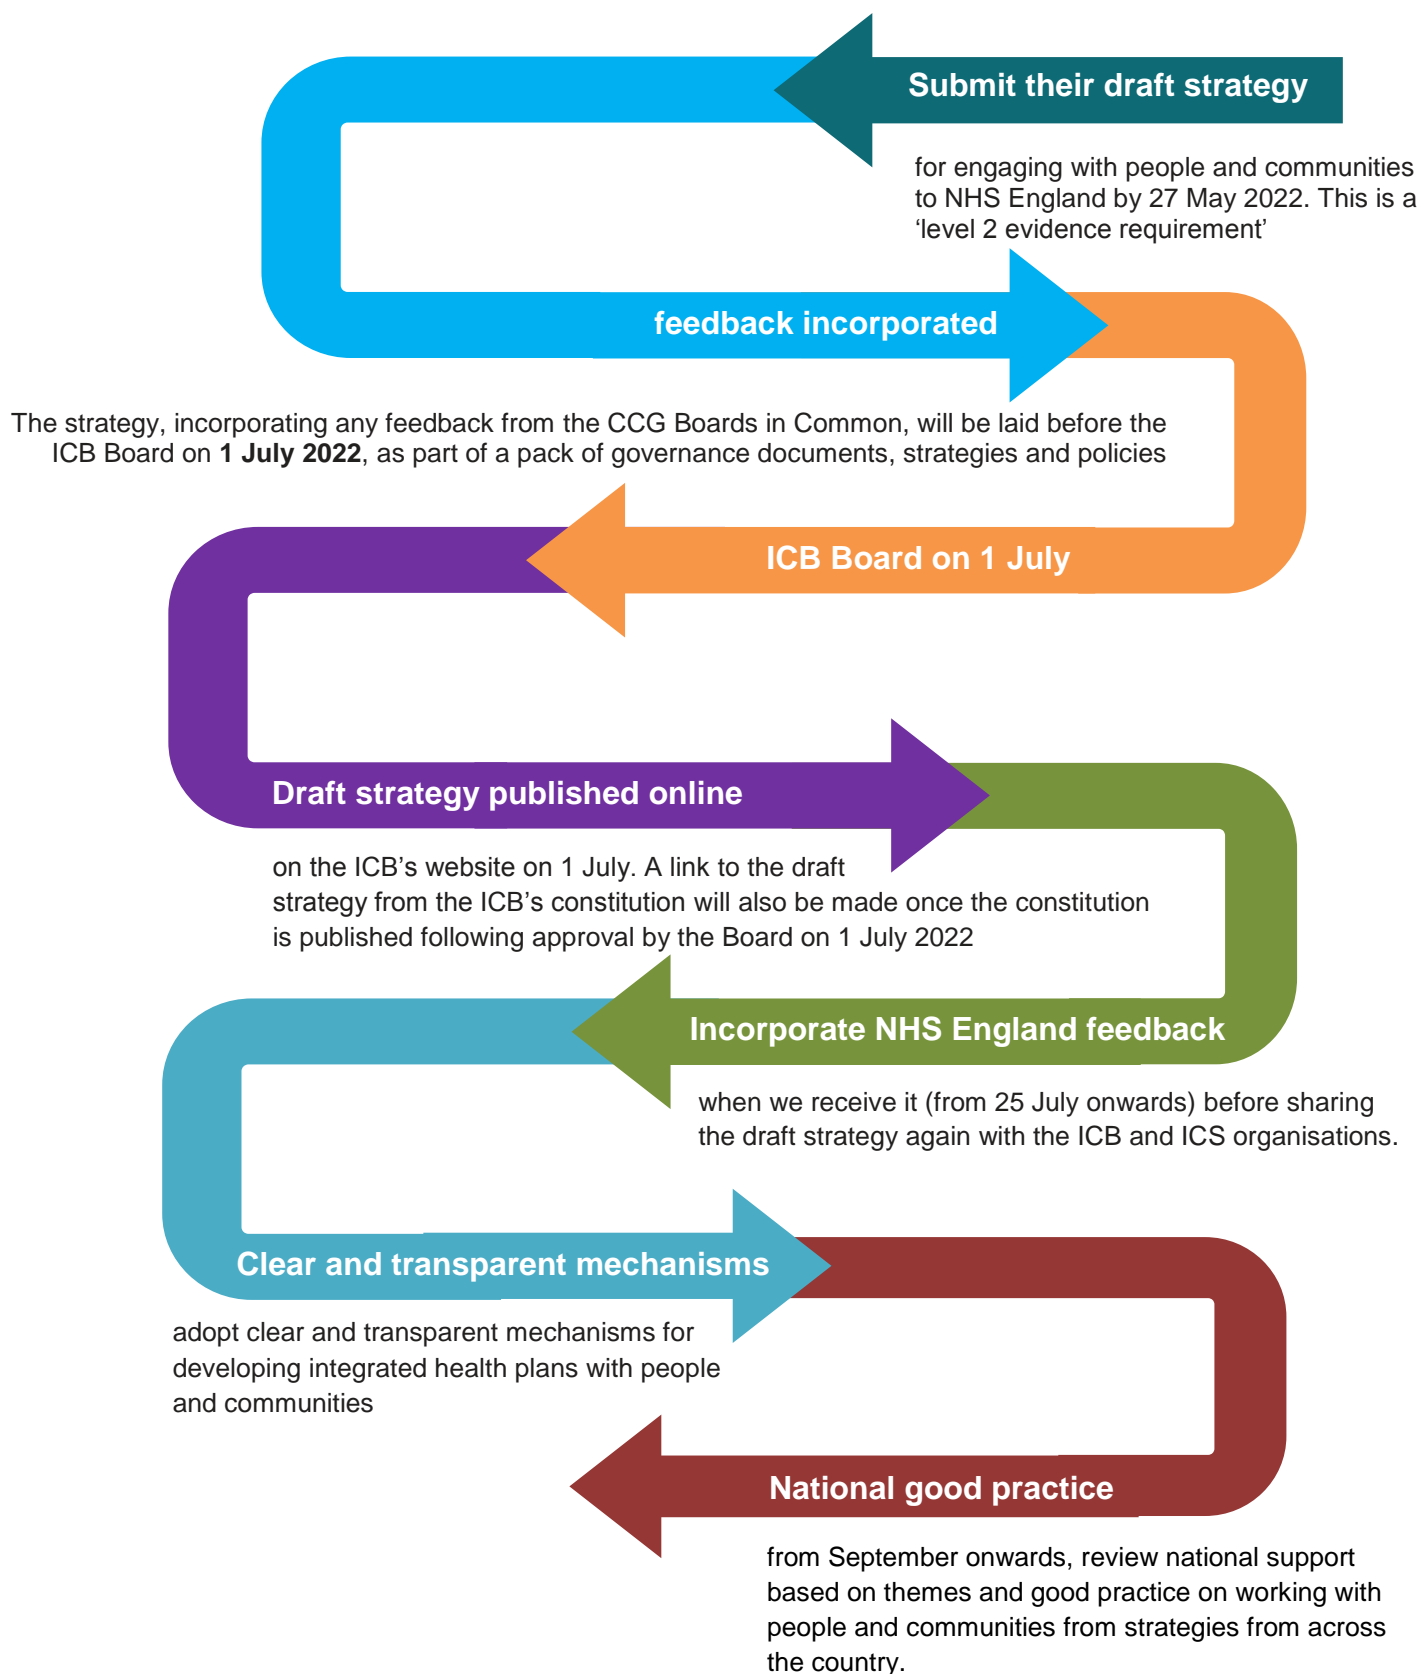 Submit their draft strategy
for engaging with people and communities
to NHS England by 27 May 2022. This is a
‘level 2 evidence requirement’
feedback incorporated
The strategy, incorporating any feedback from the CCG Boards in Common, will be laid before the
ICB Board on 1 July 2022, as part of a pack of governance documents, strategies and policies
ICB Board on 1 July
Draft strategy published online
on the ICB’s website on 1 July. A link to the draft
strategy from the ICB’s constitution will also be made once the constitution
is published following approval by the Board on 1 July 2022
Incorporate NHS England feedback
when we receive it (from 25 July onwards) before sharing
the draft strategy again with the ICB and ICS organisations.
Clear and transparent mechanisms
adopt clear and transparent mechanisms for
developing integrated health plans with people
and communities
National good practice
from September onwards, review national support
based on themes and good practice on working with
people and communities from strategies from across
the country.